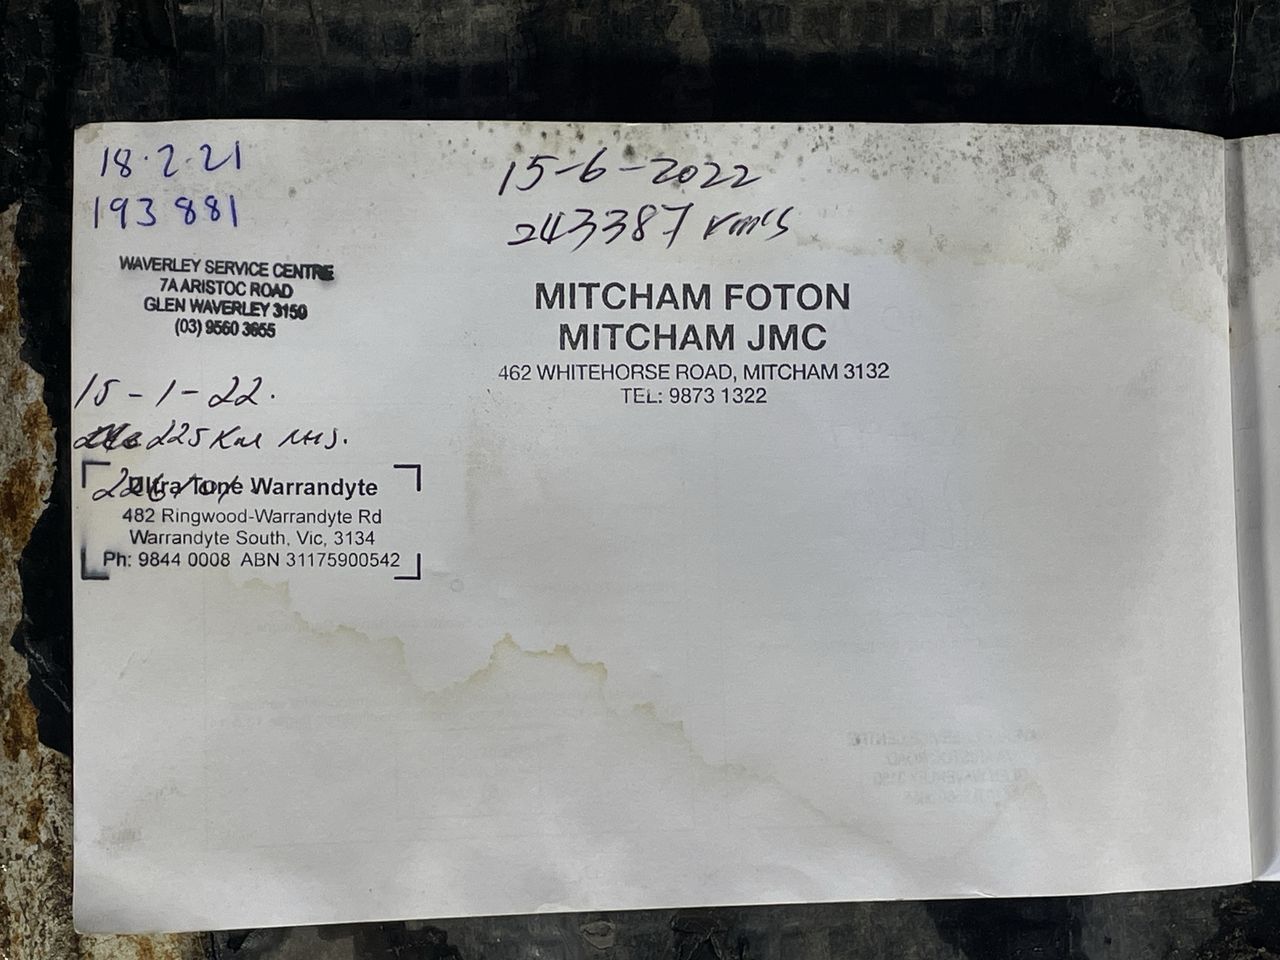 18.2.21
193 881
WAVERLEY SERVICE CENTRE
7A ARISTOC ROAD
GLEN WAVERLEY 3150
(03) 9560 3655
15-1-22.
225
Ultra Tune Warrandyte
482 Ringwood-Warrandyte Rd
Warrandyte South, Vic, 3134
Ph: 9844 0008 ABN 31175900542
15-6-2022
243387 kms
MITCHAM FOTON
MITCHAM JMC
462 WHITEHORSE ROAD, MITCHAM 3132
TEL: 9873 1322